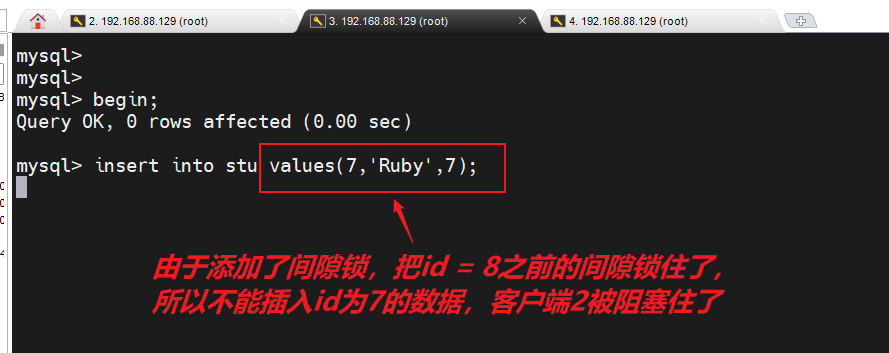 2. 192.168.88.129 (root)
3. 192.168.88.129 (root)
4. 192.168.88.129 (root)
mysql>
mysql>
mysql> begin;
Query OK, 0 rows affected (0.00 sec)
mysql> insert into stu values(7,'Ruby',7);
由于添加了间隙锁，把id = 8之前的间隙锁住了，
所以不能插入id为7的数据，客户端2被阻塞住了